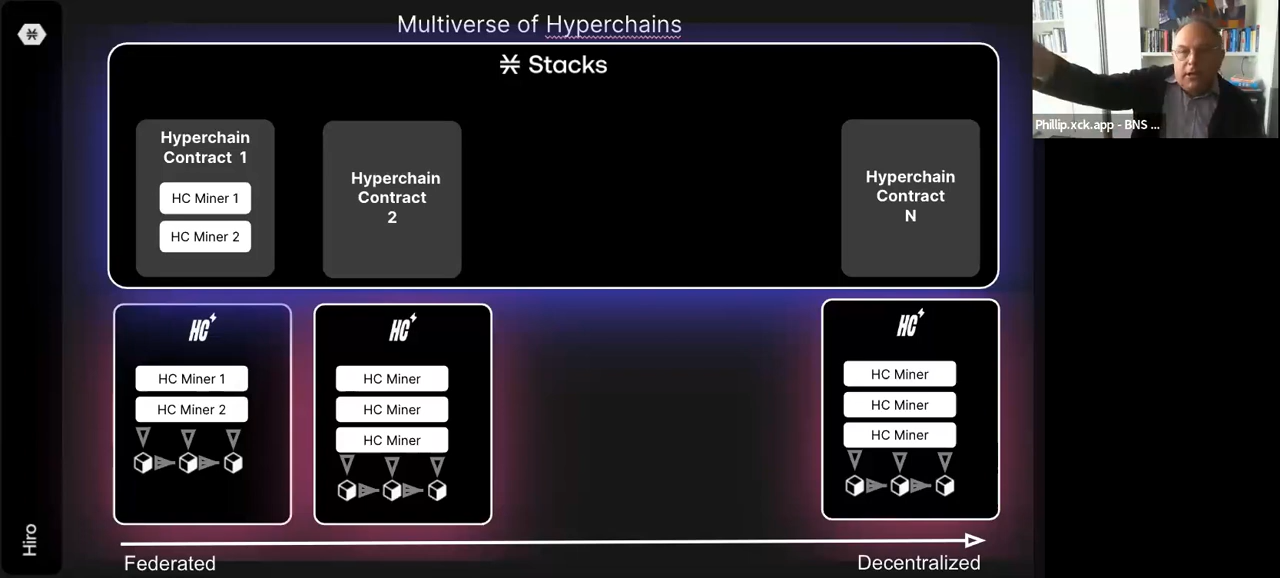 Multiverse of Hyperchains
Stacks
Hyperchain
Contract 1
HC Miner 1
HC Miner 2
Hyperchain
Contract
2
Hyperchain
Contract
N
HC
HC Miner 1
HC Miner 2
HC
HC Miner
HC Miner
HC Miner
HC
HC Miner
HC Miner
HC Miner
Federated
Decentralized
Hiro
Phillip.xck.app - BNS ...